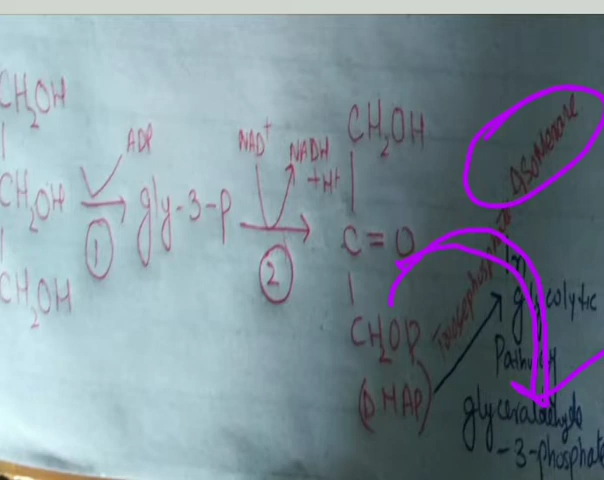 CH₂OH
CH₂OH
CH₂OH
ADP
①
gly-3-p
NAD⁺
NADH
+H⁺
②
CH₂OH
C=O
CH₂OP
(DHAP)
Isomerase
In
glycolytic
Pathway
glyceraldehyde
-3-phosphate